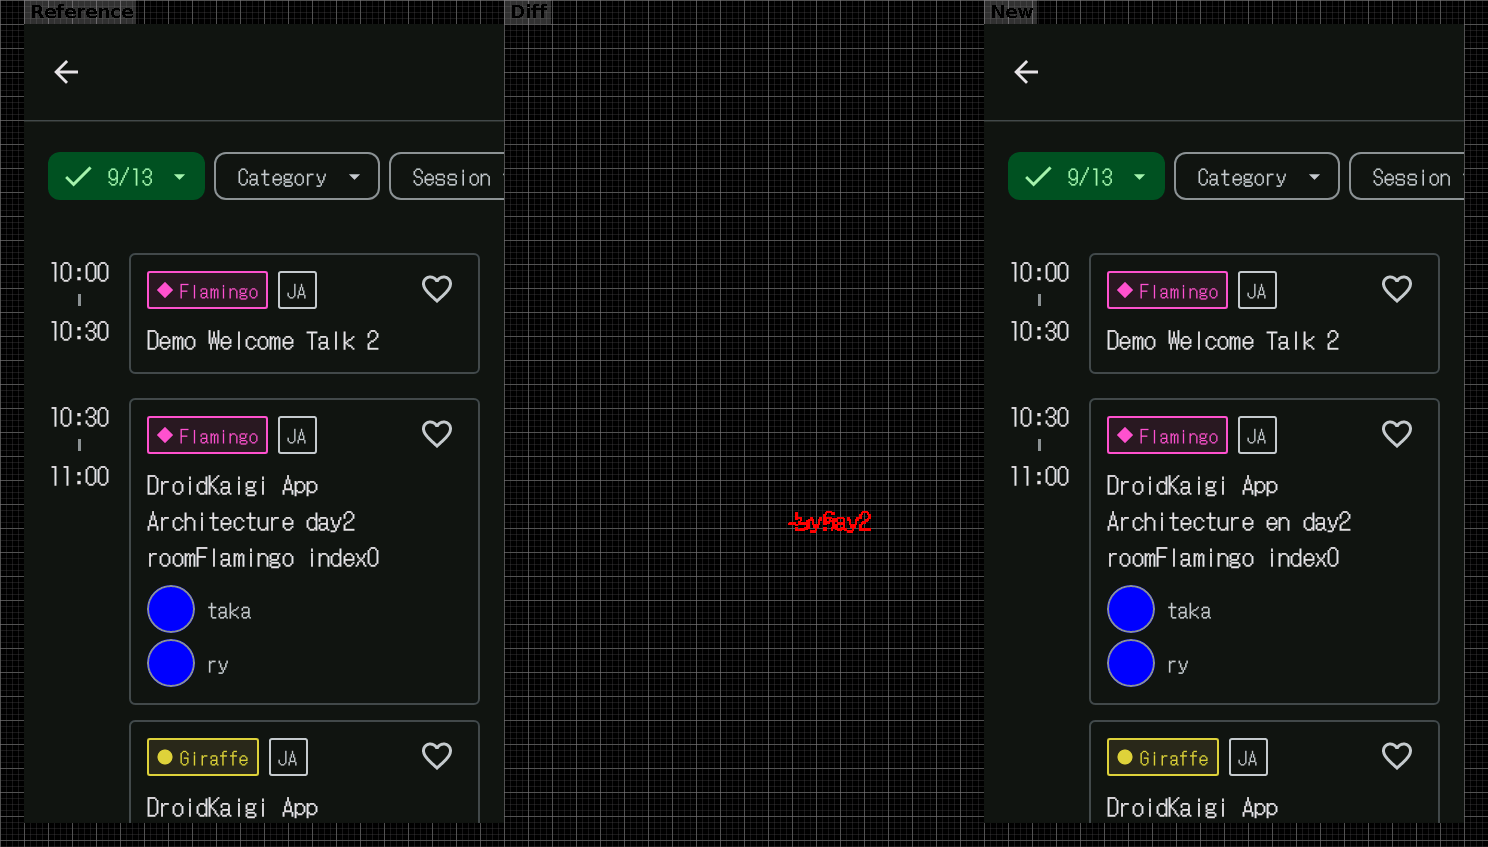 Reference
Diff
New
9/13
Category
Session
10:00
10:30
Flamingo
JA
Demo Welcome Talk 2
10:30
11:00
Flamingo
JA
DroidKaigi App
Architecture day2
roomFlamingo index0
taka
ry
Giraffe
JA
DroidKaigi App
9/13
Category
Session
10:00
10:30
Flamingo
JA
Demo Welcome Talk 2
10:30
11:00
Flamingo
JA
DroidKaigi App
Architecture en day2
roomFlamingo index0
taka
ry
Giraffe
JA
DroidKaigi App